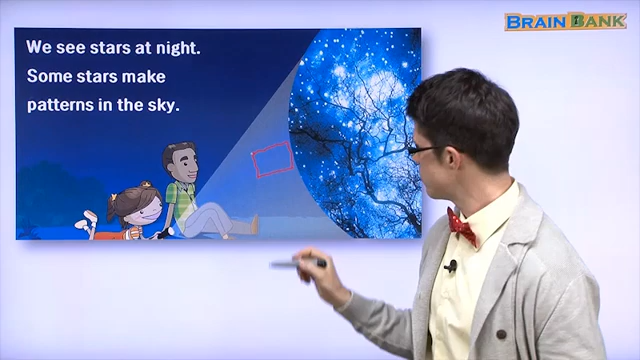 BRAIN BANK
We see stars at night.
Some stars make
patterns in the sky.